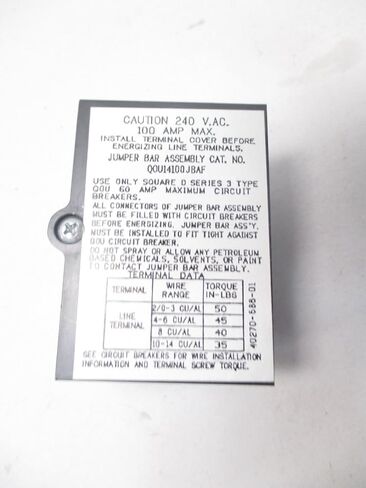 CAUTION 240 V.AC.
100 AMP MAX.
INSTALL TERMINAL COVER BEFORE
ENERGIZING LINE TERMINALS.
JUMPER BAR ASSEMBLY CAT. NO.
QOU14100JBAF
USE ONLY SQUARE D SERIES 3 TYPE
QOU 60 AMP MAXIMUM CIRCUIT
BREAKERS.
ALL CONNECTORS OF JUMPER BAR ASSEMBLY
MUST BE FILLED WITH CIRCUIT BREAKERS
BEFORE ENERGIZING. JUMPER BAR ASS'Y.
MUST BE INSTALLED TO FIT TIGHT AGAINST
QOU CIRCUIT BREAKER.
DO NOT SPRAY OR ALLOW ANY PETROLEUM
BASED CHEMICALS, SOLVENTS, OR PAINT
TO CONTACT JUMPER BAR ASSEMBLY.
TERMINAL DATA
TERMINAL WIRE RANGE TORQUE IN-LBS
LINE TERMINAL 2/0-3 CU/AL 50
4-6 CU/AL 45
8 CU/AL 40
10-14 CU/AL 35
40270-688-01
SEE CIRCUIT BREAKERS FOR WIRE INSTALLATION
INFORMATION AND TERMINAL SCREW TORQUE.